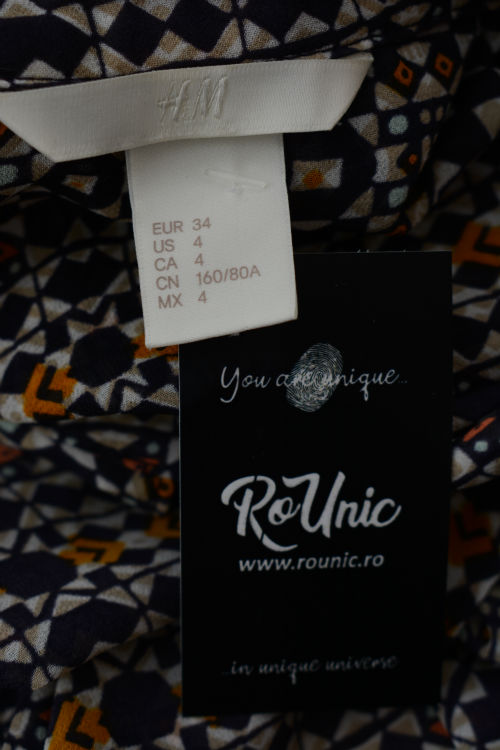 H&M
EUR 34
US 4
CA 4
CN 160/80A
MX 4
You are unique...
RoUnic
www.rounic.ro
...in unique universe